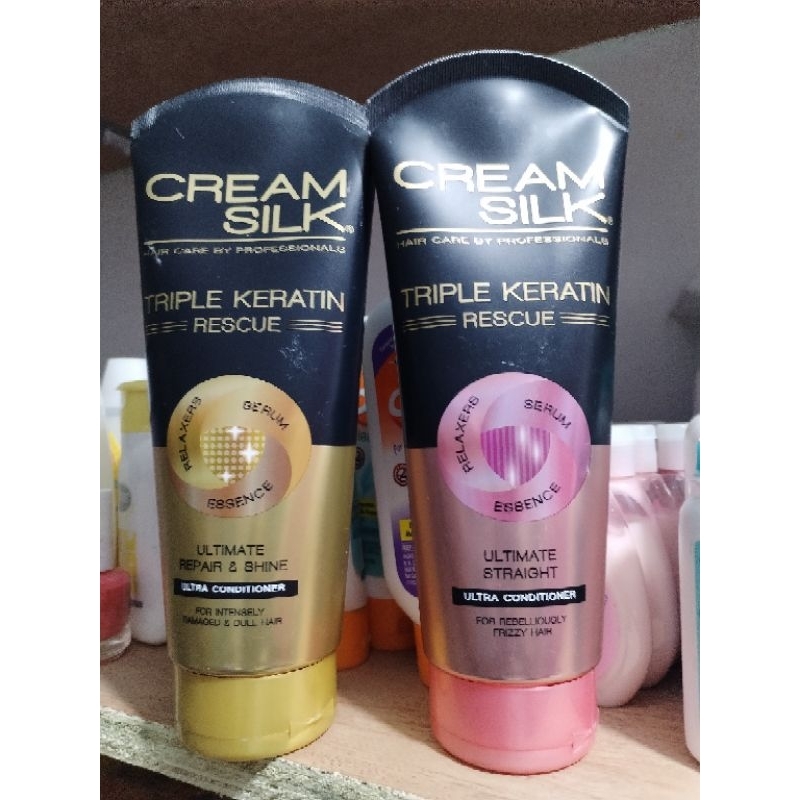 CREAM
SILK®
HAIR CARE BY PROFESSIONALS
TRIPLE KERATIN
RESCUE
RELAXERS
SERUM
ESSENCE
ULTIMATE
REPAIR & SHINE
ULTRA CONDITIONER
FOR INTENSELY
DAMAGED & DULL HAIR
CREAM
SILK®
HAIR CARE BY PROFESSIONALS
TRIPLE KERATIN
RESCUE
RELAXERS
SERUM
ESSENCE
ULTIMATE
STRAIGHT
ULTRA CONDITIONER
FOR REBELLIOUSLY
FRIZZY HAIR